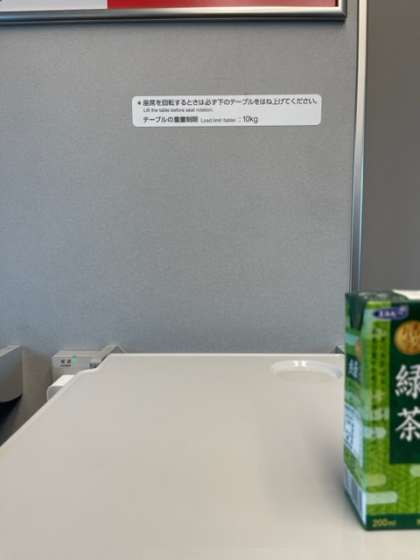 座席を回転するときは必ず下のテーブルをはね上げてください。
Lift the table before seat rotation.
テーブルの重量制限 Load limit (table) : 10kg
緑
茶
200ml